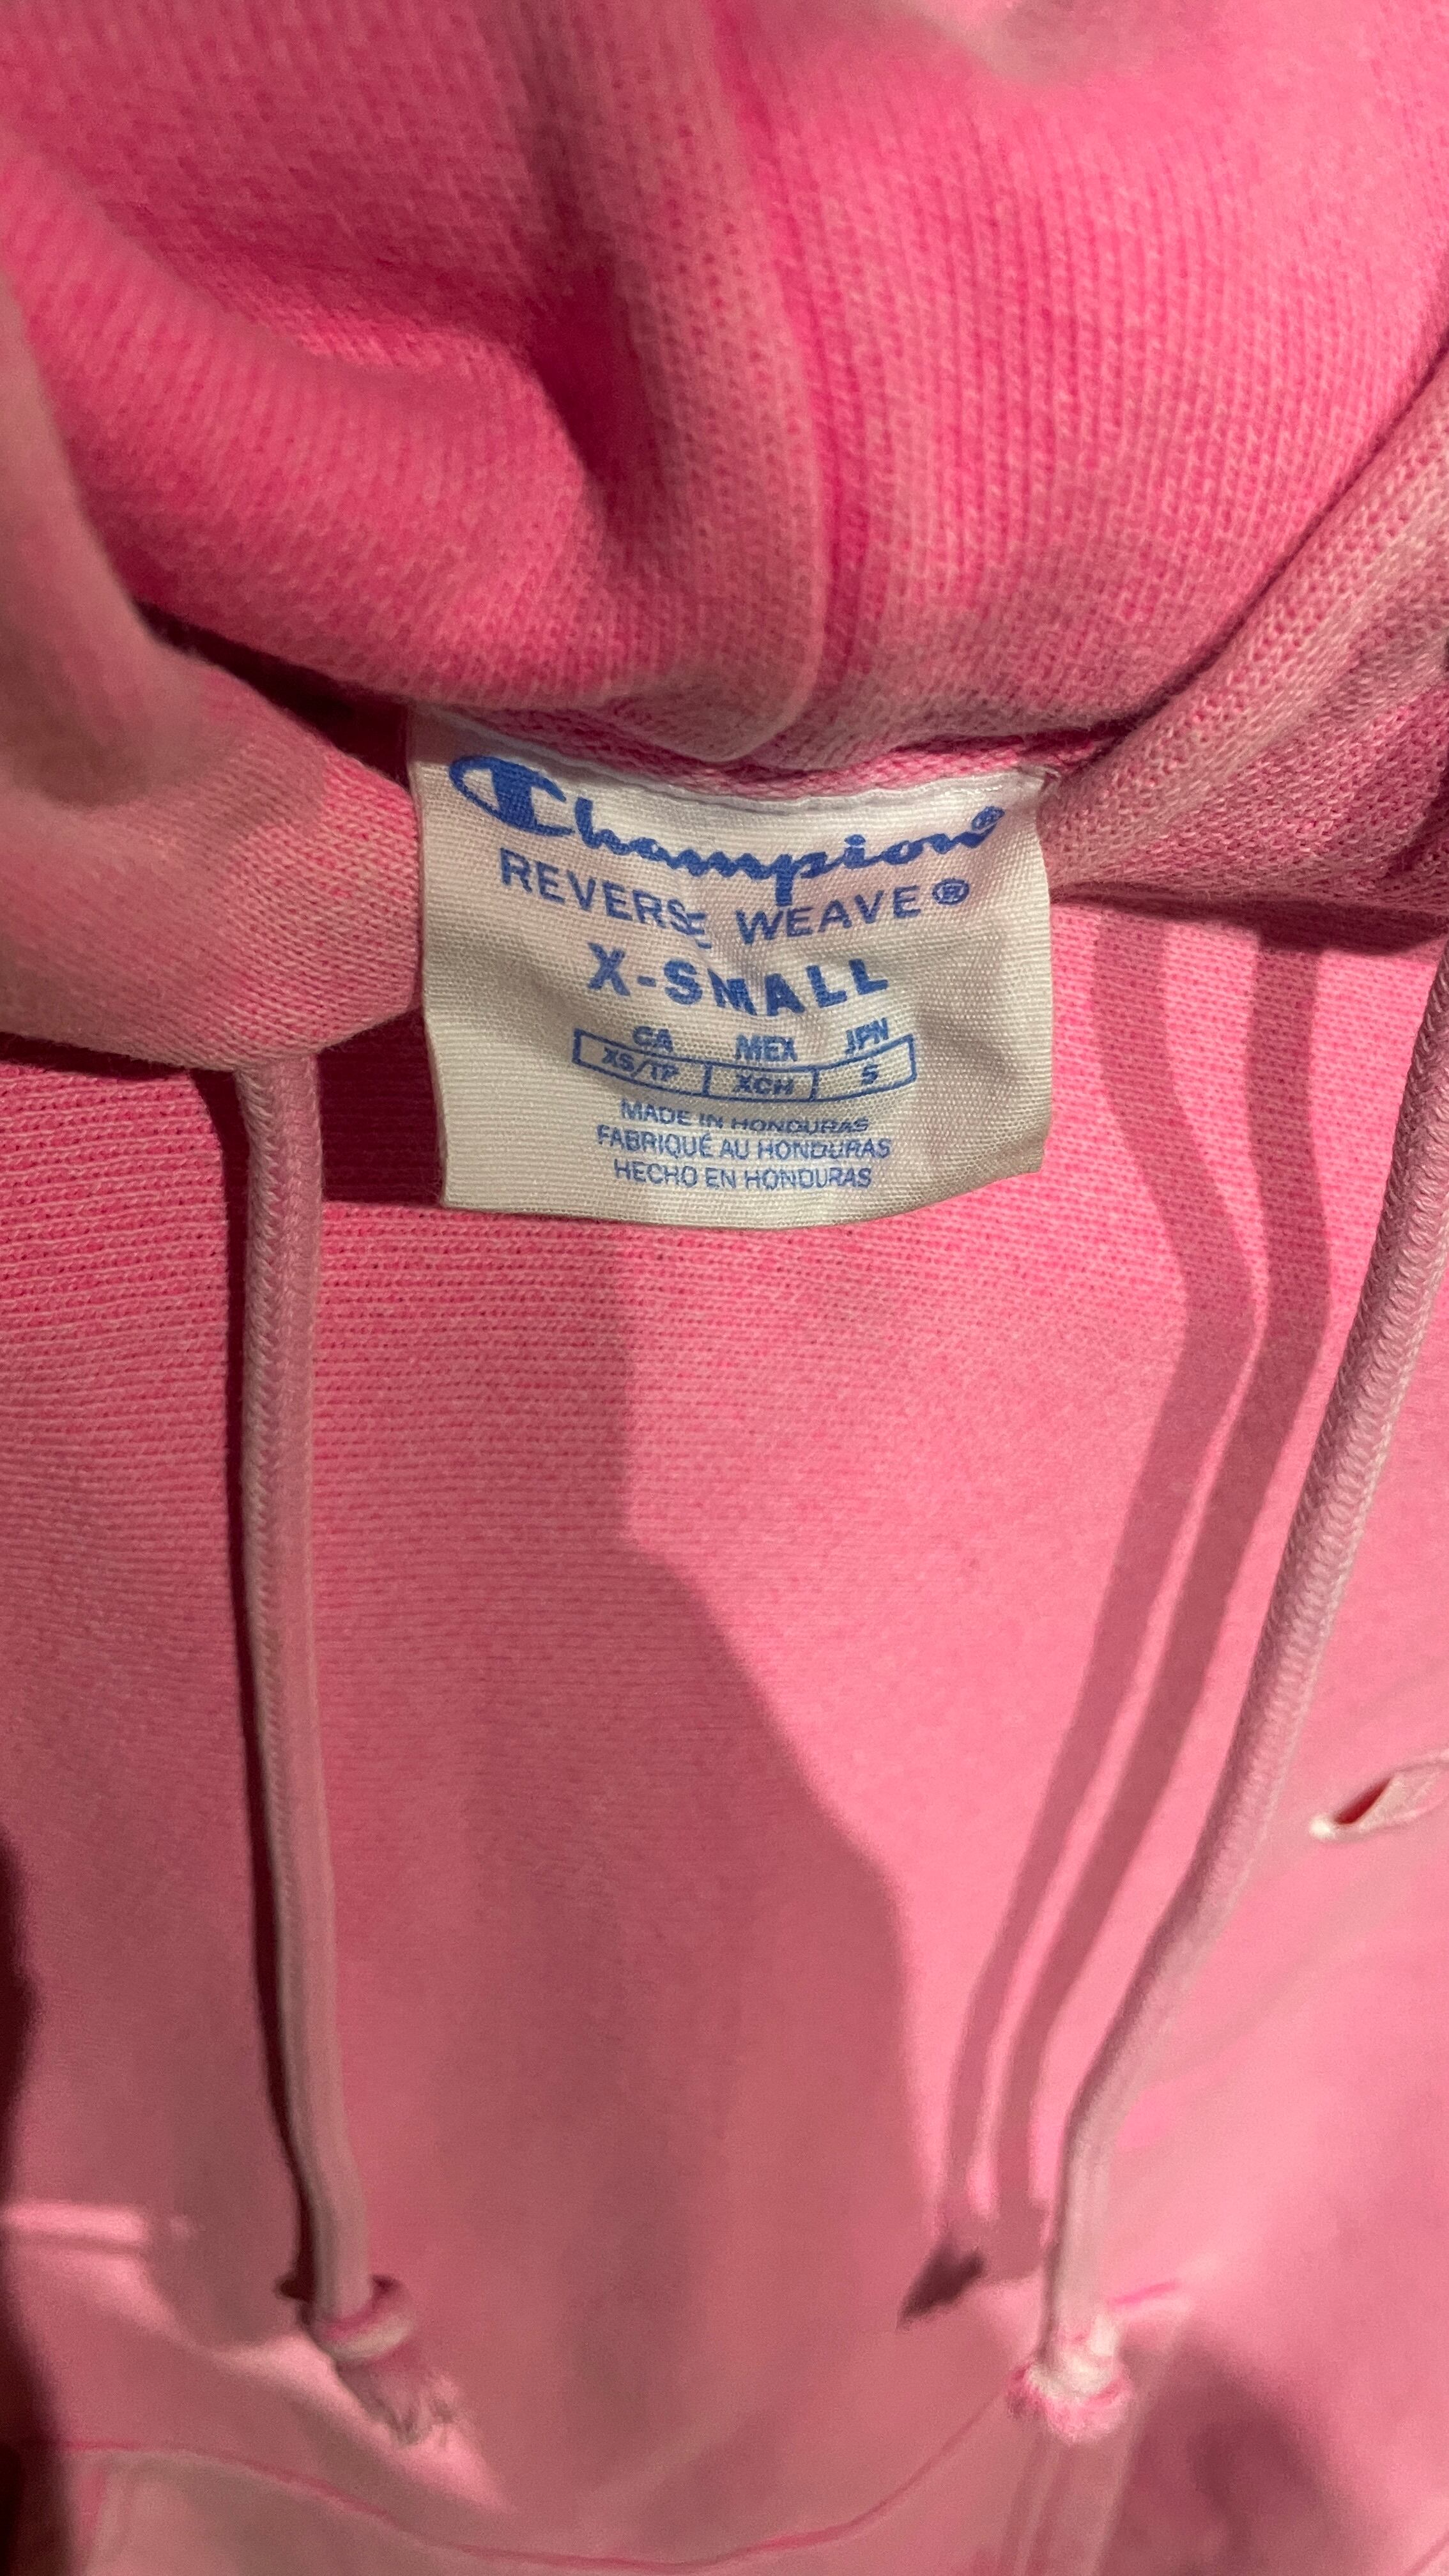 Champion®
REVERSE WEAVE®
X-SMALL
CA MEX JPN
XS/TP XCH S
MADE IN HONDURAS
FABRIQUÉ AU HONDURAS
HECHO EN HONDURAS